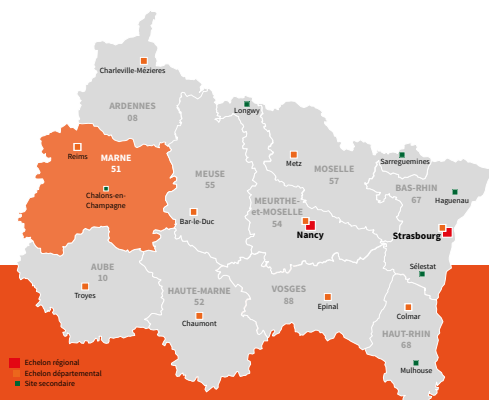 Charleville-Mézieres
ARDENNES
08
Longwy
Reims
MARNE
51
Chalons-en-
Champagne
MEUSE
55
Bar-le-Duc
Metz
MOSELLE
57
Sarreguemines
BAS-RHIN
67
Haguenau
MEURTHE-
et-MOSELLE
54
Nancy
Strasbourg
Sélestat
AUBE
10
Troyes
HAUTE-MARNE
52
Chaumont
VOSGES
88
Epinal
Colmar
HAUT-RHIN
68
Mulhouse
Echelon régional
Echelon départemental
Site secondaire